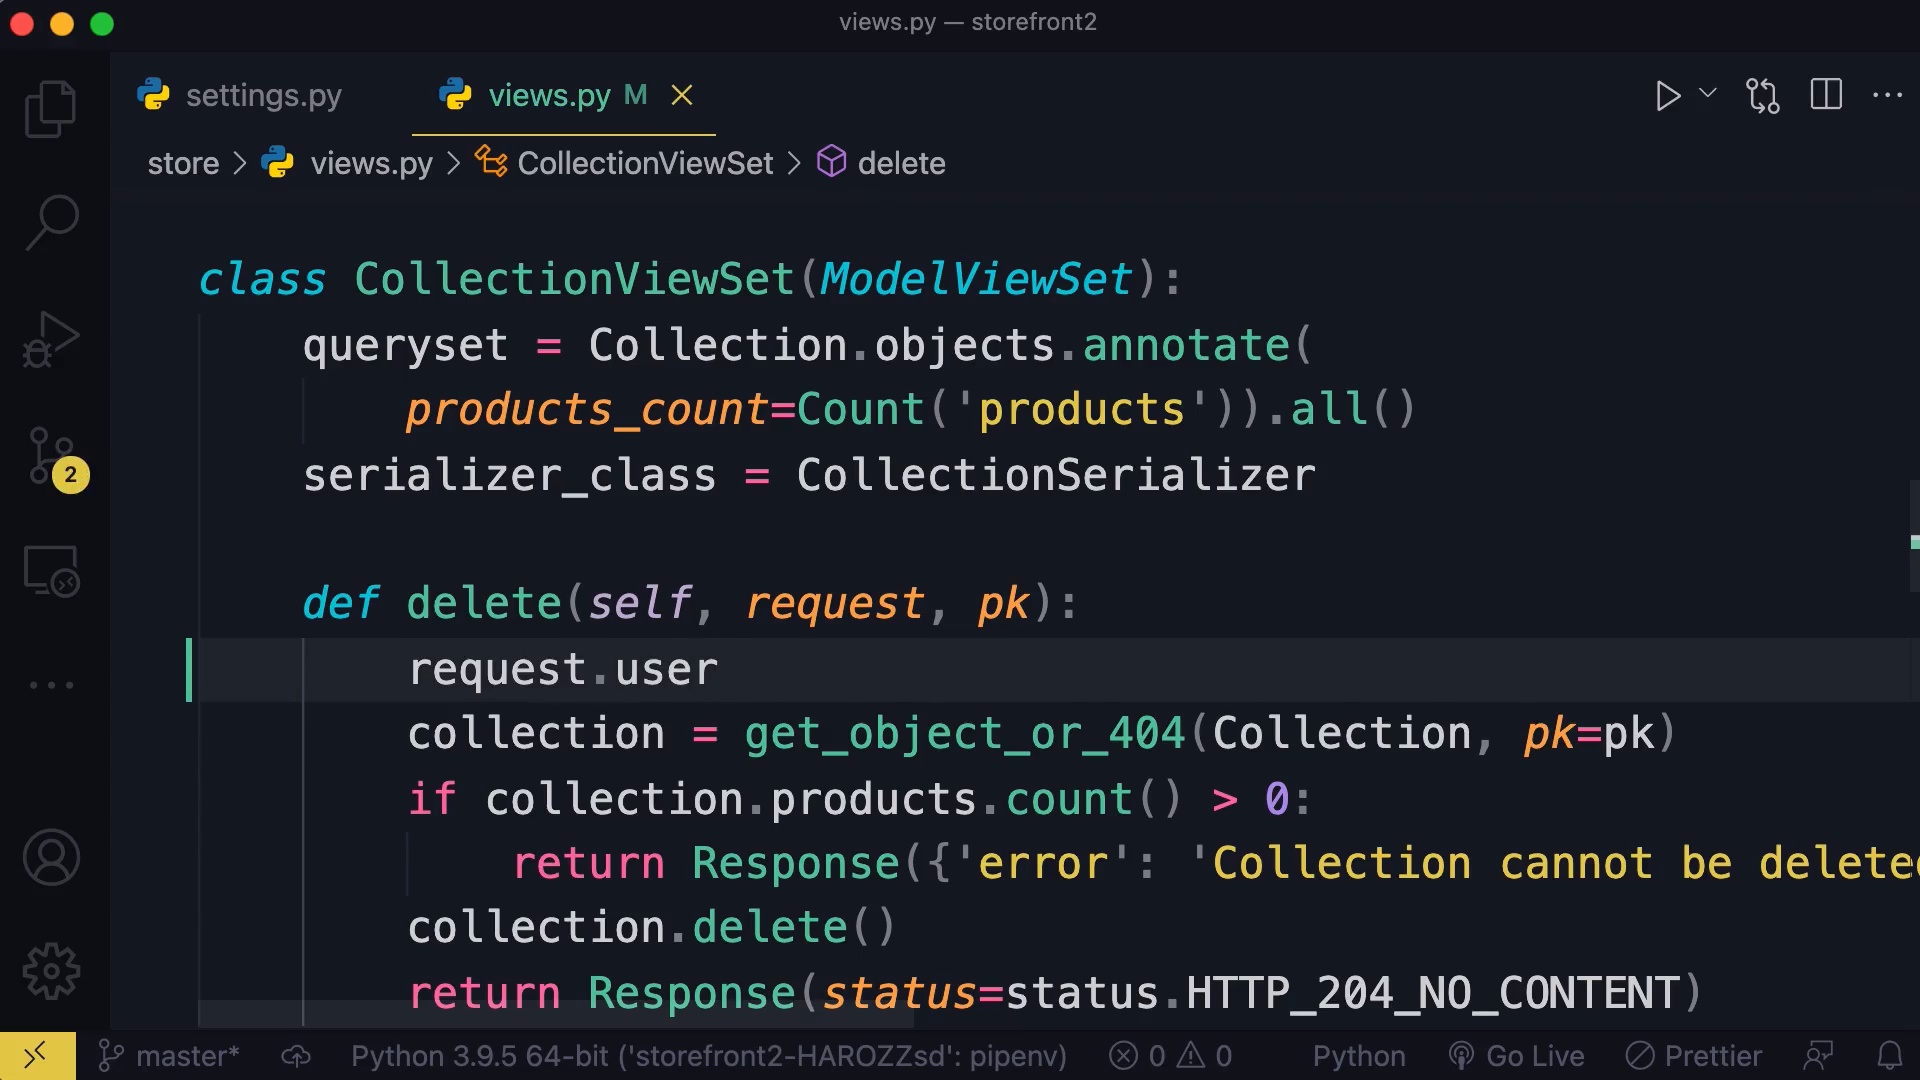 views.py — storefront2
settings.py
views.py M
store > views.py > CollectionViewSet > delete
class CollectionViewSet(ModelViewSet):
queryset = Collection.objects.annotate(
products_count=Count('products')).all()
serializer_class = CollectionSerializer
def delete(self, request, pk):
request.user
collection = get_object_or_404(Collection, pk=pk)
if collection.products.count() > 0:
return Response({'error': 'Collection cannot be deleted
collection.delete()
return Response(status=status.HTTP_204_NO_CONTENT)
2
master* Python 3.9.5 64-bit ('storefront2-HAROZZsd': pipenv) 0 0 Python Go Live Prettier